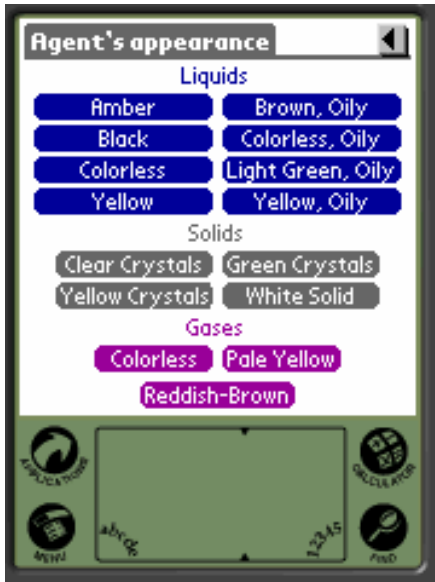 Agent's appearance
Liquids
Amber Brown, Oily
Black Colorless, Oily
Colorless Light Green, Oily
Yellow Yellow, Oily
Solids
Clear Crystals Green Crystals
Yellow Crystals White Solid
Gases
Colorless Pale Yellow
Reddish-Brown
APPLICATIONS CALCULATOR
abcde 12345
MENU FIND